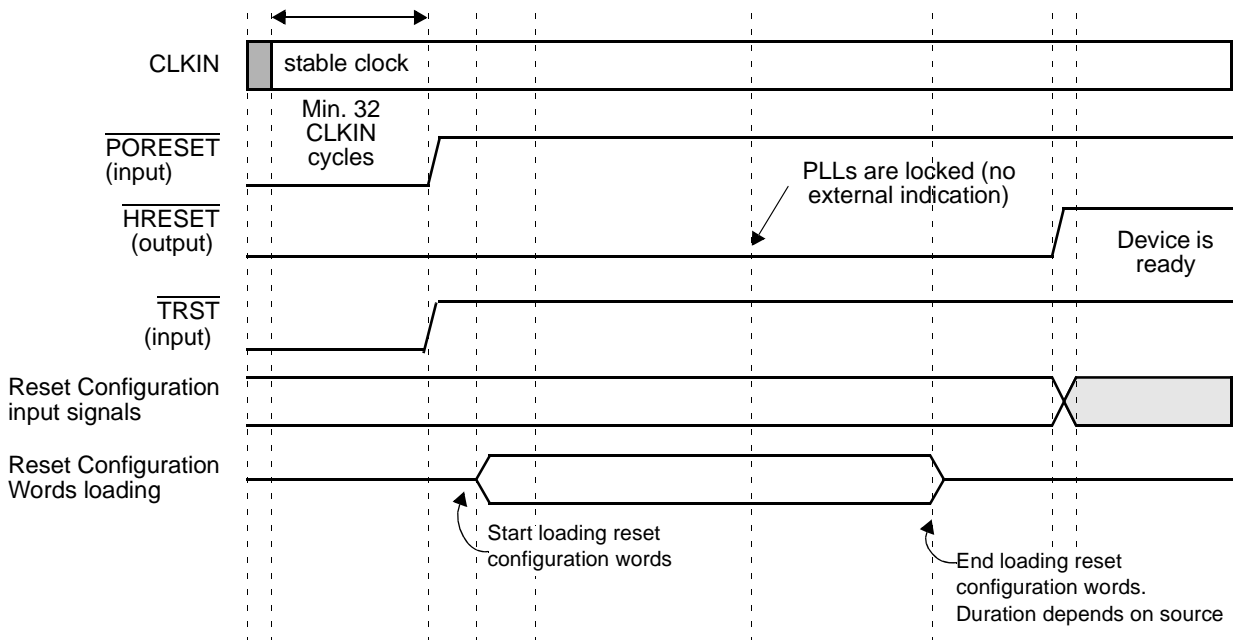 CLKIN
stable clock
Min. 32
CLKIN
cycles
PORESET
(input)
PLLs are locked (no
external indication)
HRESET
(output)
Device is
ready
TRST
(input)
Reset Configuration
input signals
Reset Configuration
Words loading
Start loading reset
configuration words
End loading reset
configuration words.
Duration depends on source